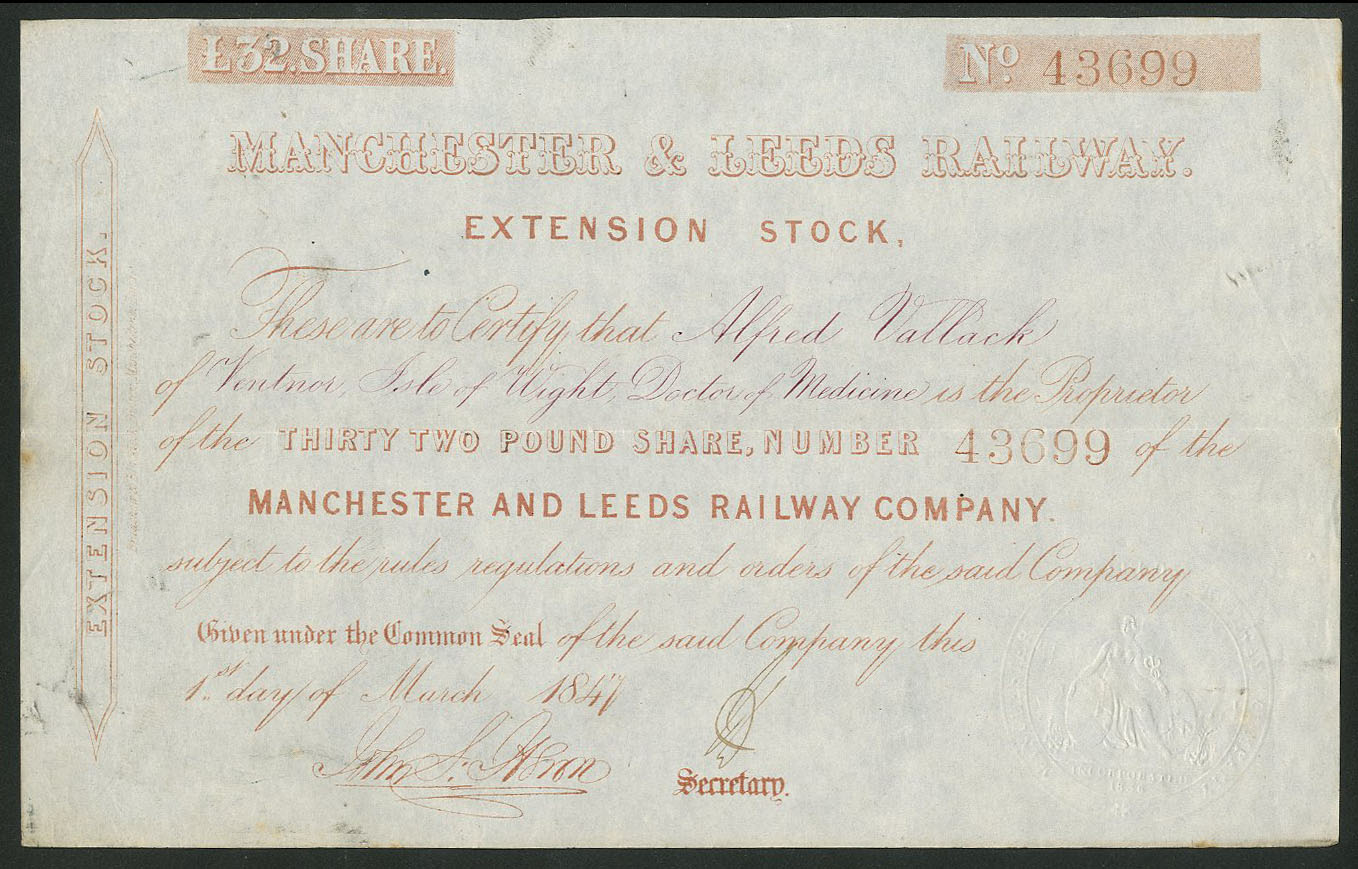 £32. SHARE.
No. 43699
MANCHESTER & LEEDS RAILWAY.
EXTENSION STOCK,
EXTENSION STOCK.
These are to Certify that Alfred Vallack
of Ventnor, Isle of Wight, Doctor of Medicine is the Proprietor
of the THIRTY TWO POUND SHARE, NUMBER 43699 of the
MANCHESTER AND LEEDS RAILWAY COMPANY.
subject to the rules regulations and orders of the said Company
Given under the Common Seal of the said Company this
1st day of March 1847
John S.
Secretary.
INCORPORATED
1836